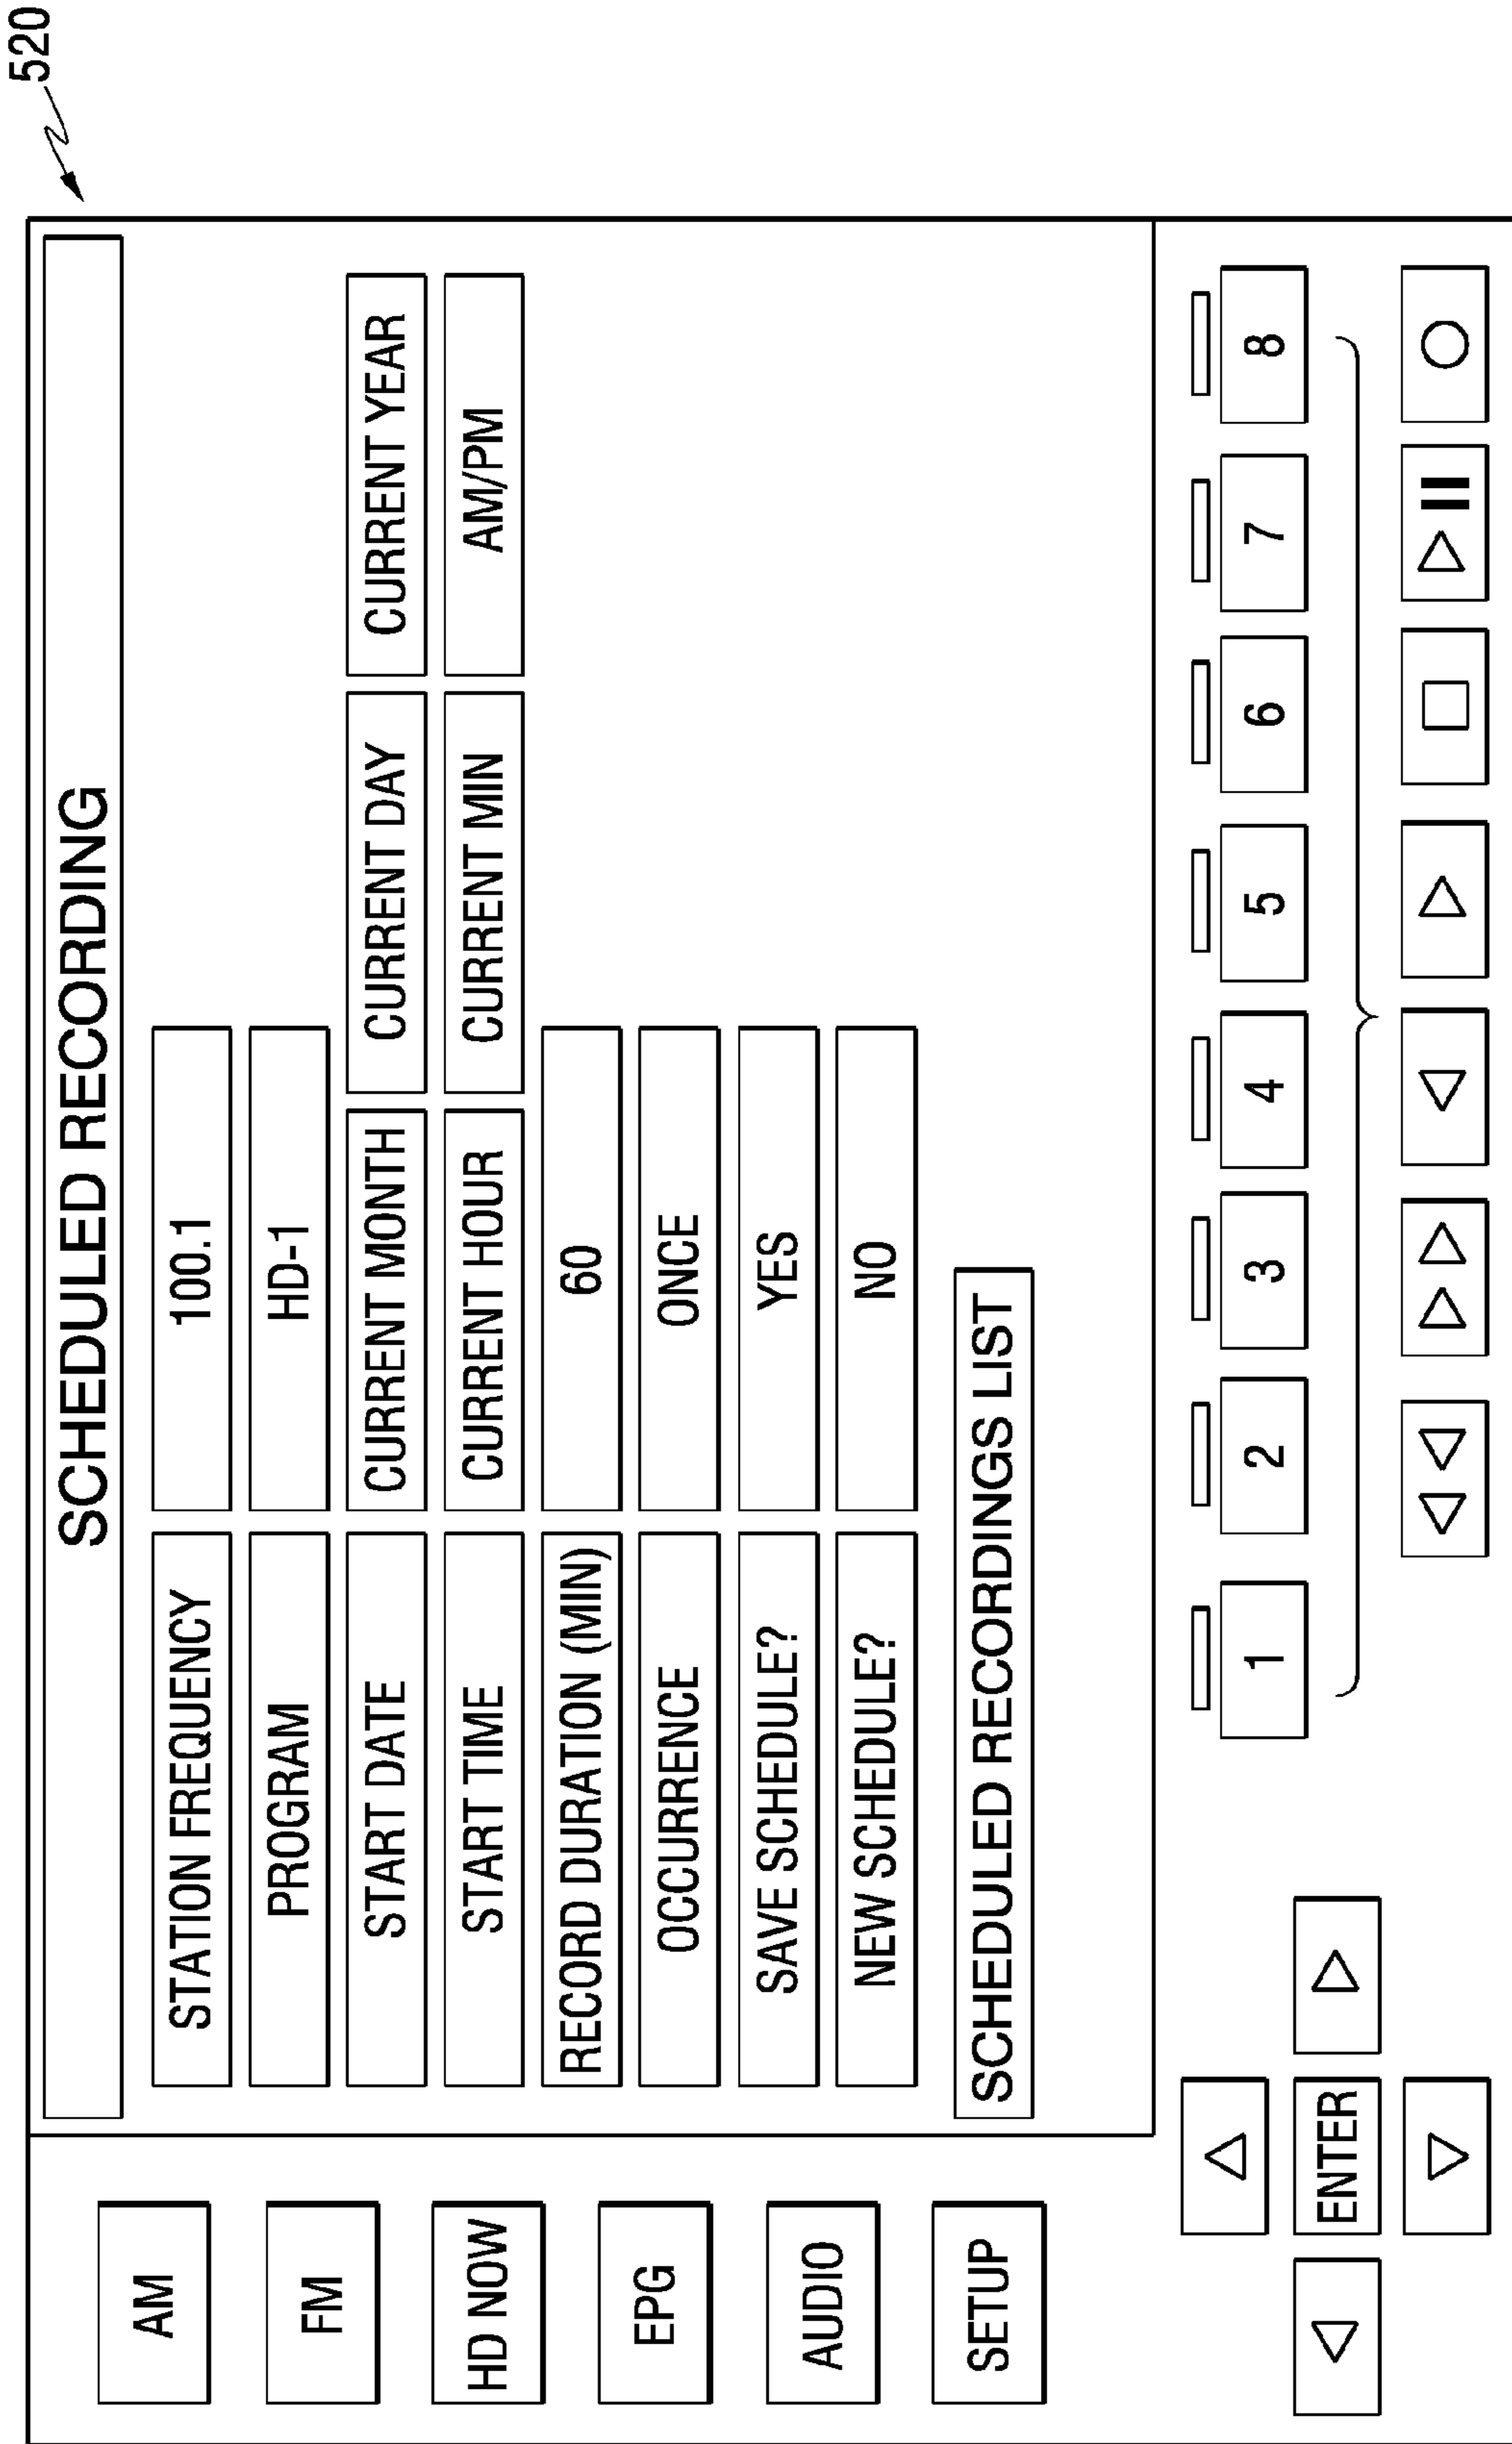 520
SCHEDULED RECORDING
AM
FM
HD NOW
EPG
AUDIO
SETUP
STATION FREQUENCY 100.1
PROGRAM HD-1
START DATE CURRENT MONTH CURRENT DAY CURRENT YEAR
START TIME CURRENT HOUR CURRENT MIN AM/PM
RECORD DURATION (MIN) 60
OCCURRENCE ONCE
SAVE SCHEDULE? YES
NEW SCHEDULE? NO
SCHEDULED RECORDINGS LIST
1 2 3 4 5 6 7 8
ENTER